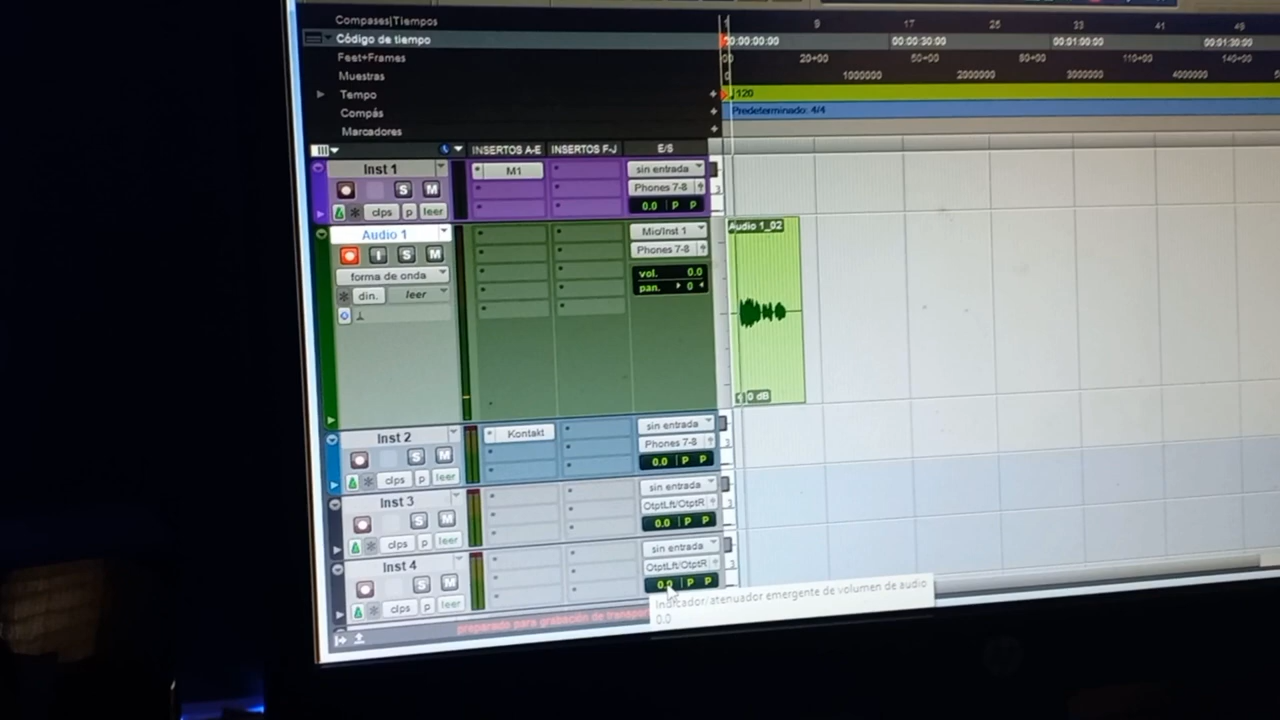 Compases|Tiempos 1 9 17 25 33 41 49
Código de tiempo 00:00:00:00 00:00:30:00 00:01:00:00 00:01:30:00
Feet+Frames 20+00 50+00 80+00 110+00 140+00
Muestras 0 1000000 2000000 3000000 4000000
Tempo 120
Compás Predeterminado: 4/4
Marcadores
INSERTOS A-E INSERTOS F-J E/S
Inst 1 M1 sin entrada
S M Phones 7-8
clps p leer 0.0 P P
Audio 1 Mic/Inst 1 Audio 1_02
I S M Phones 7-8
forma de onda vol. 0.0
din. leer pan. 0
0 dB
Inst 2 Kontakt sin entrada
S M Phones 7-8
clps p leer 0.0 P P
Inst 3 sin entrada
S M OtptLft/OtptR
clps p leer 0.0 P P
Inst 4 sin entrada
S M OtptLft/OtptR
clps p leer 0.0 P P
Indicador/atenuador emergente de volumen de audio
0.0
preparado para grabación de transport